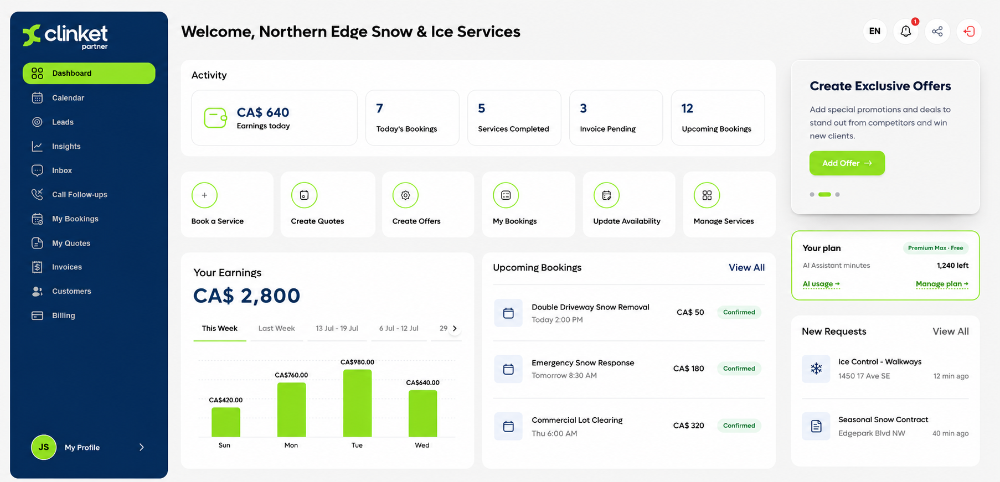 clinket
partner
Dashboard
Calendar
Leads
Insights
Inbox
Call Follow-ups
My Bookings
My Quotes
Invoices
Customers
Billing
JS
My Profile
Welcome, Northern Edge Snow & Ice Services
EN
1
Activity
CA$ 640
Earnings today
7
Today's Bookings
5
Services Completed
3
Invoice Pending
12
Upcoming Bookings
Book a Service
Create Quotes
Create Offers
My Bookings
Update Availability
Manage Services
Your Earnings
CA$ 2,800
This Week
Last Week
13 Jul - 19 Jul
6 Jul - 12 Jul
29
CA$420.00
CA$760.00
CA$980.00
CA$640.00
Sun
Mon
Tue
Wed
Upcoming Bookings
View All
Double Driveway Snow Removal
Today 2:00 PM
CA$ 50
Confirmed
Emergency Snow Response
Tomorrow 8:30 AM
CA$ 180
Confirmed
Commercial Lot Clearing
Thu 6:00 AM
CA$ 320
Confirmed
Create Exclusive Offers
Add special promotions and deals to
stand out from competitors and win
new clients.
Add Offer →
Your plan
Premium Max · Free
AI Assistant minutes
1,240 left
AI usage →
Manage plan →
New Requests
View All
Ice Control - Walkways
1450 17 Ave SE
12 min ago
Seasonal Snow Contract
Edgepark Blvd NW
40 min ago